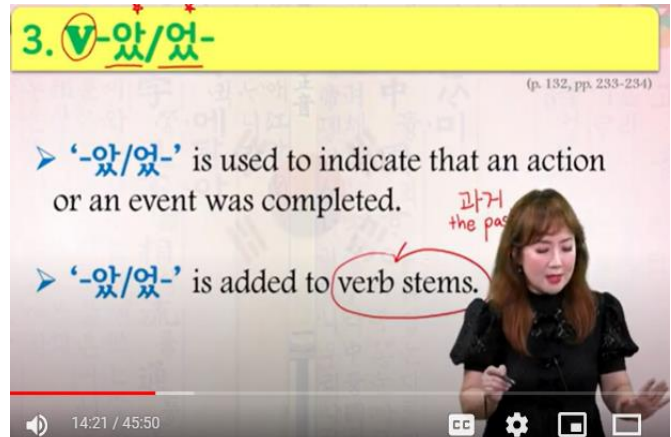 3. V-았/었-
(p. 132, pp. 233-234)
➤ ‘-았/었-’ is used to indicate that an action
or an event was completed.
과거
the pas
➤ ‘-았/었-’ is added to verb stems.
14:21 / 45:50
CC